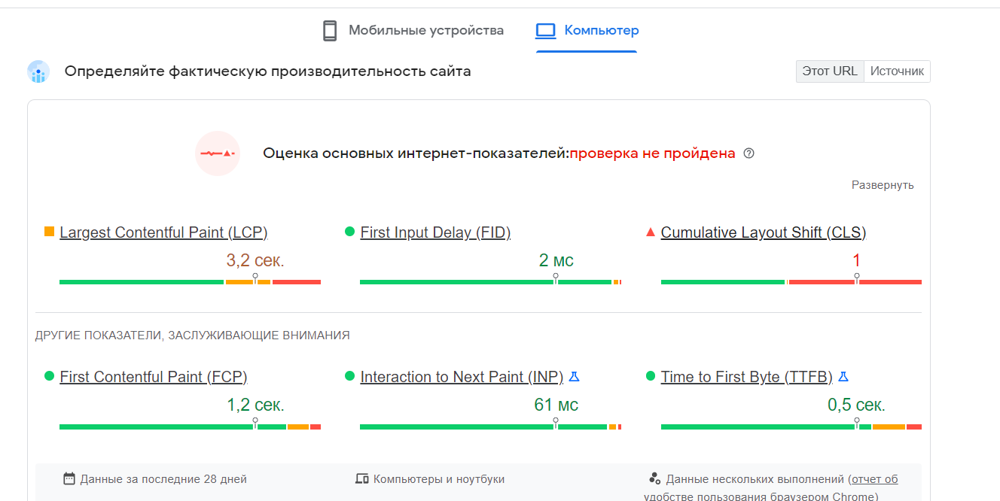 Мобильные устройства Компьютер
Определяйте фактическую производительность сайта Этот URL Источник
Оценка основных интернет-показателей:проверка не пройдена
Развернуть
Largest Contentful Paint (LCP) First Input Delay (FID) Cumulative Layout Shift (CLS)
3,2 сек. 2 мс 1
ДРУГИЕ ПОКАЗАТЕЛИ, ЗАСЛУЖИВАЮЩИЕ ВНИМАНИЯ
First Contentful Paint (FCP) Interaction to Next Paint (INP) Time to First Byte (TTFB)
1,2 сек. 61 мс 0,5 сек.
Данные за последние 28 дней Компьютеры и ноутбуки Данные нескольких выполнений (отчет об
удобстве пользования браузером Chrome)